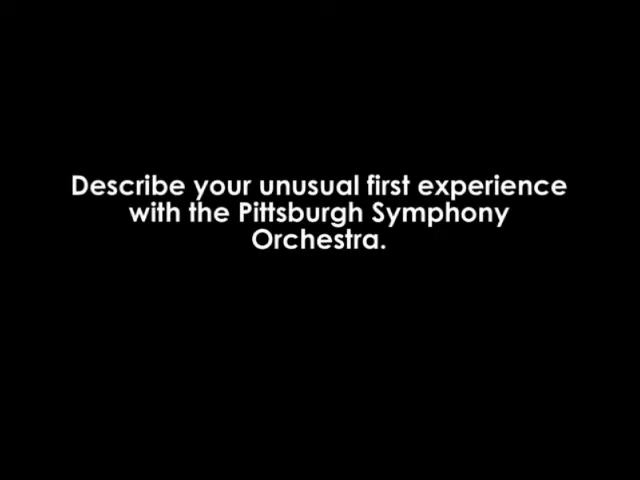 Describe your unusual first experience
with the Pittsburgh Symphony
Orchestra.